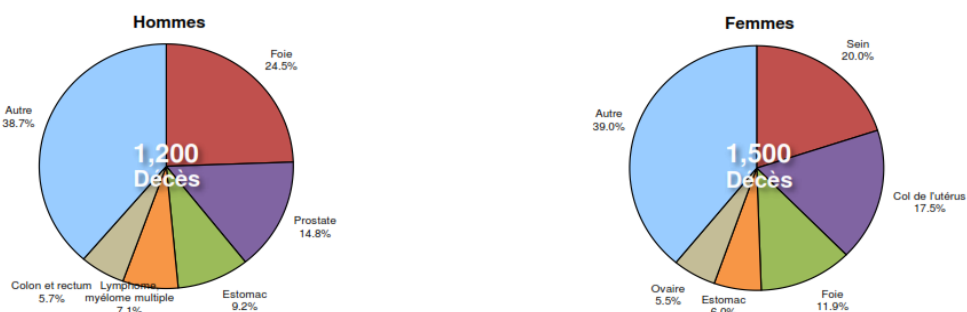 Hommes
Foie
24.5%
Autre
38.7%
1,200
Décès
Prostate
14.8%
Colon et rectum
5.7%
Lymphome,
myélome multiple
7.1%
Estomac
9.2%
Femmes
Sein
20.0%
Autre
39.0%
1,500
Décès
Col de l'utérus
17.5%
Ovaire
5.5%
Estomac
Foie
11.9%